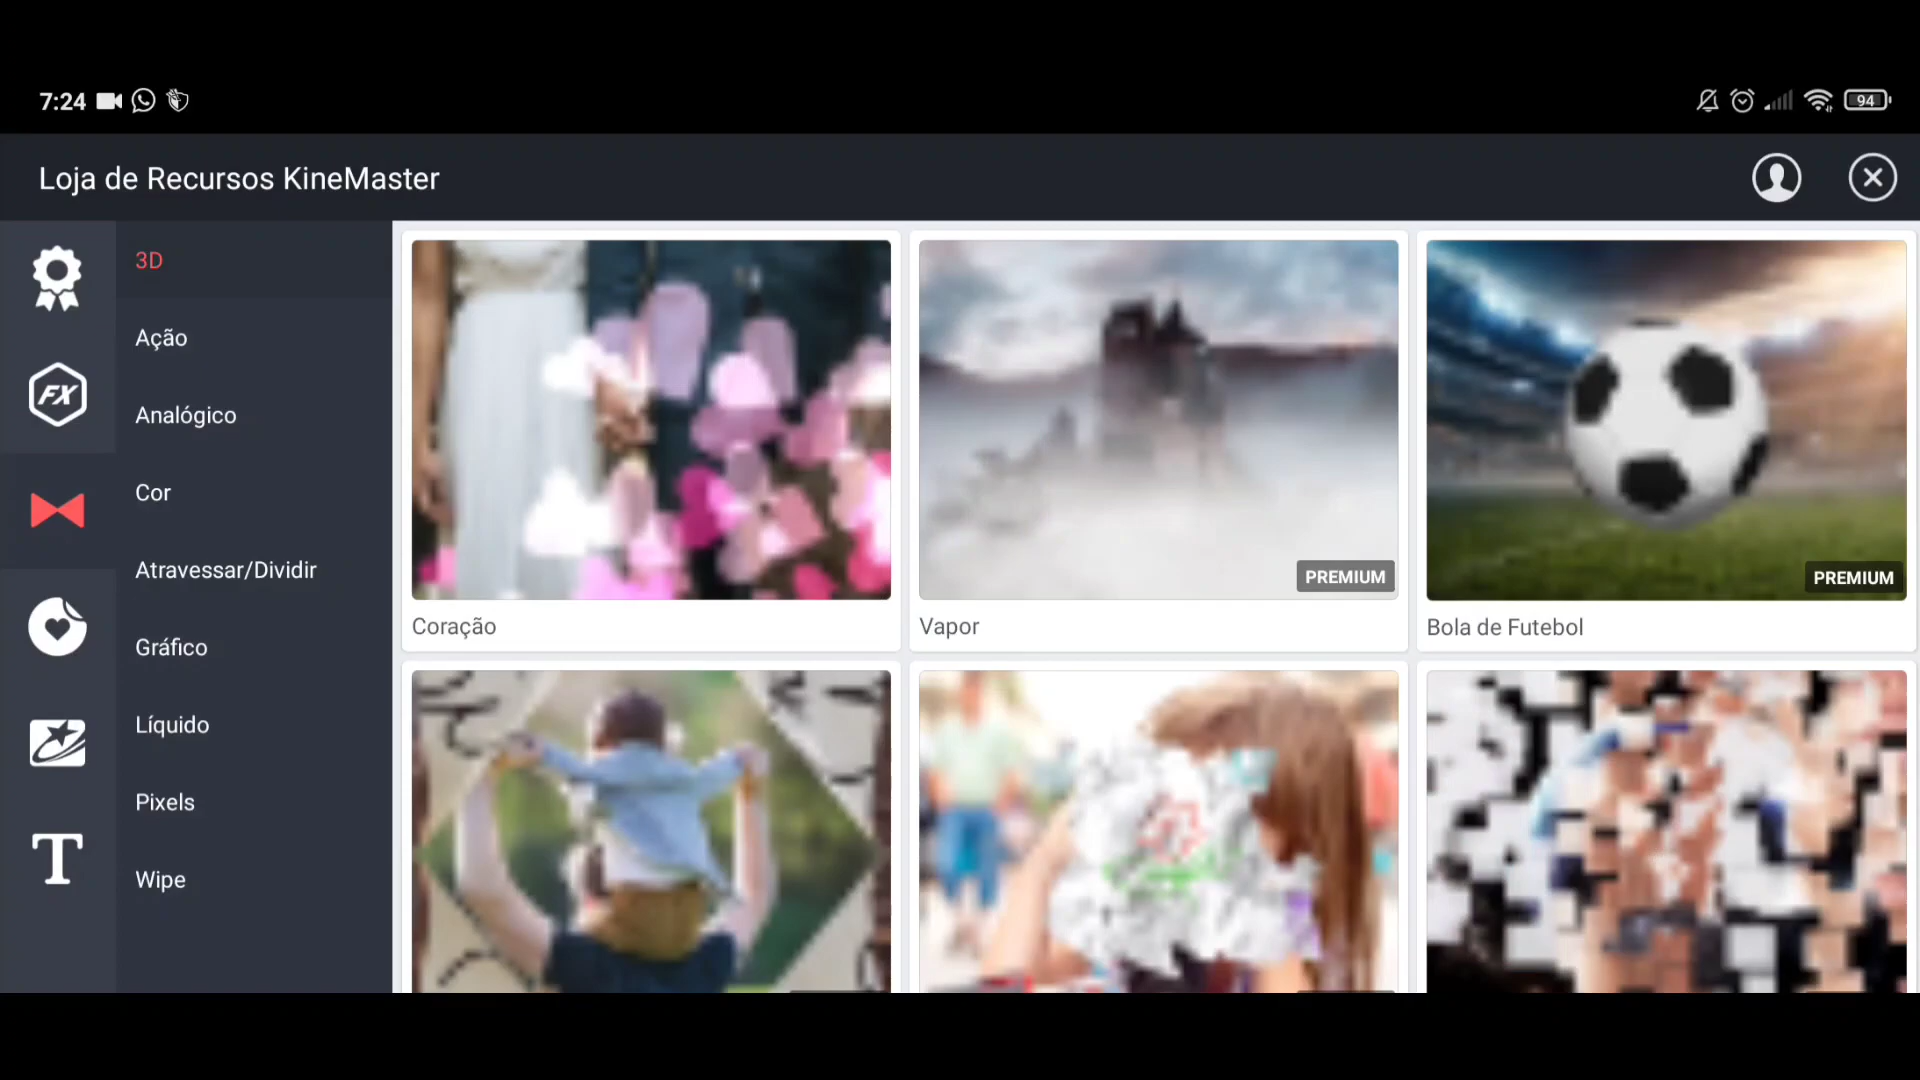 7:24
94
Loja de Recursos KineMaster
FX
T
3D
Ação
Analógico
Cor
Atravessar/Dividir
Gráfico
Líquido
Pixels
Wipe
Coração
PREMIUM
Vapor
PREMIUM
Bola de Futebol